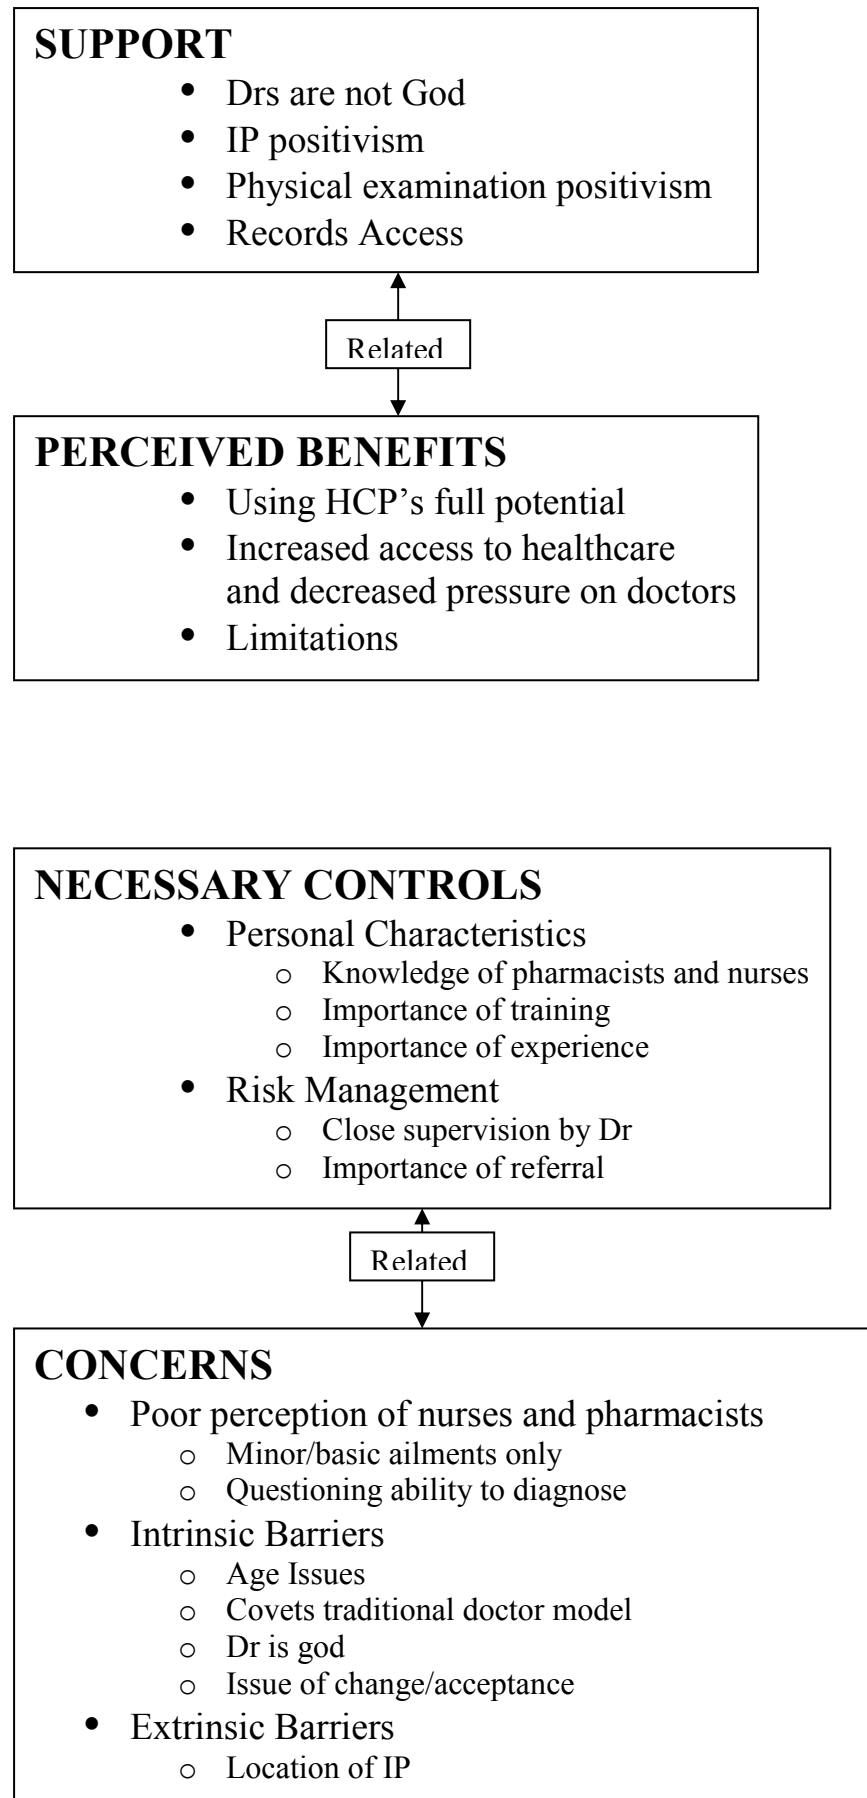 SUPPORT
• Drs are not God
• IP positivism
• Physical examination positivism
• Records Access
Related
PERCEIVED BENEFITS
• Using HCP’s full potential
• Increased access to healthcare
and decreased pressure on doctors
• Limitations
NECESSARY CONTROLS
• Personal Characteristics
o Knowledge of pharmacists and nurses
o Importance of training
o Importance of experience
• Risk Management
o Close supervision by Dr
o Importance of referral
Related
CONCERNS
• Poor perception of nurses and pharmacists
o Minor/basic ailments only
o Questioning ability to diagnose
• Intrinsic Barriers
o Age Issues
o Covets traditional doctor model
o Dr is god
o Issue of change/acceptance
• Extrinsic Barriers
o Location of IP